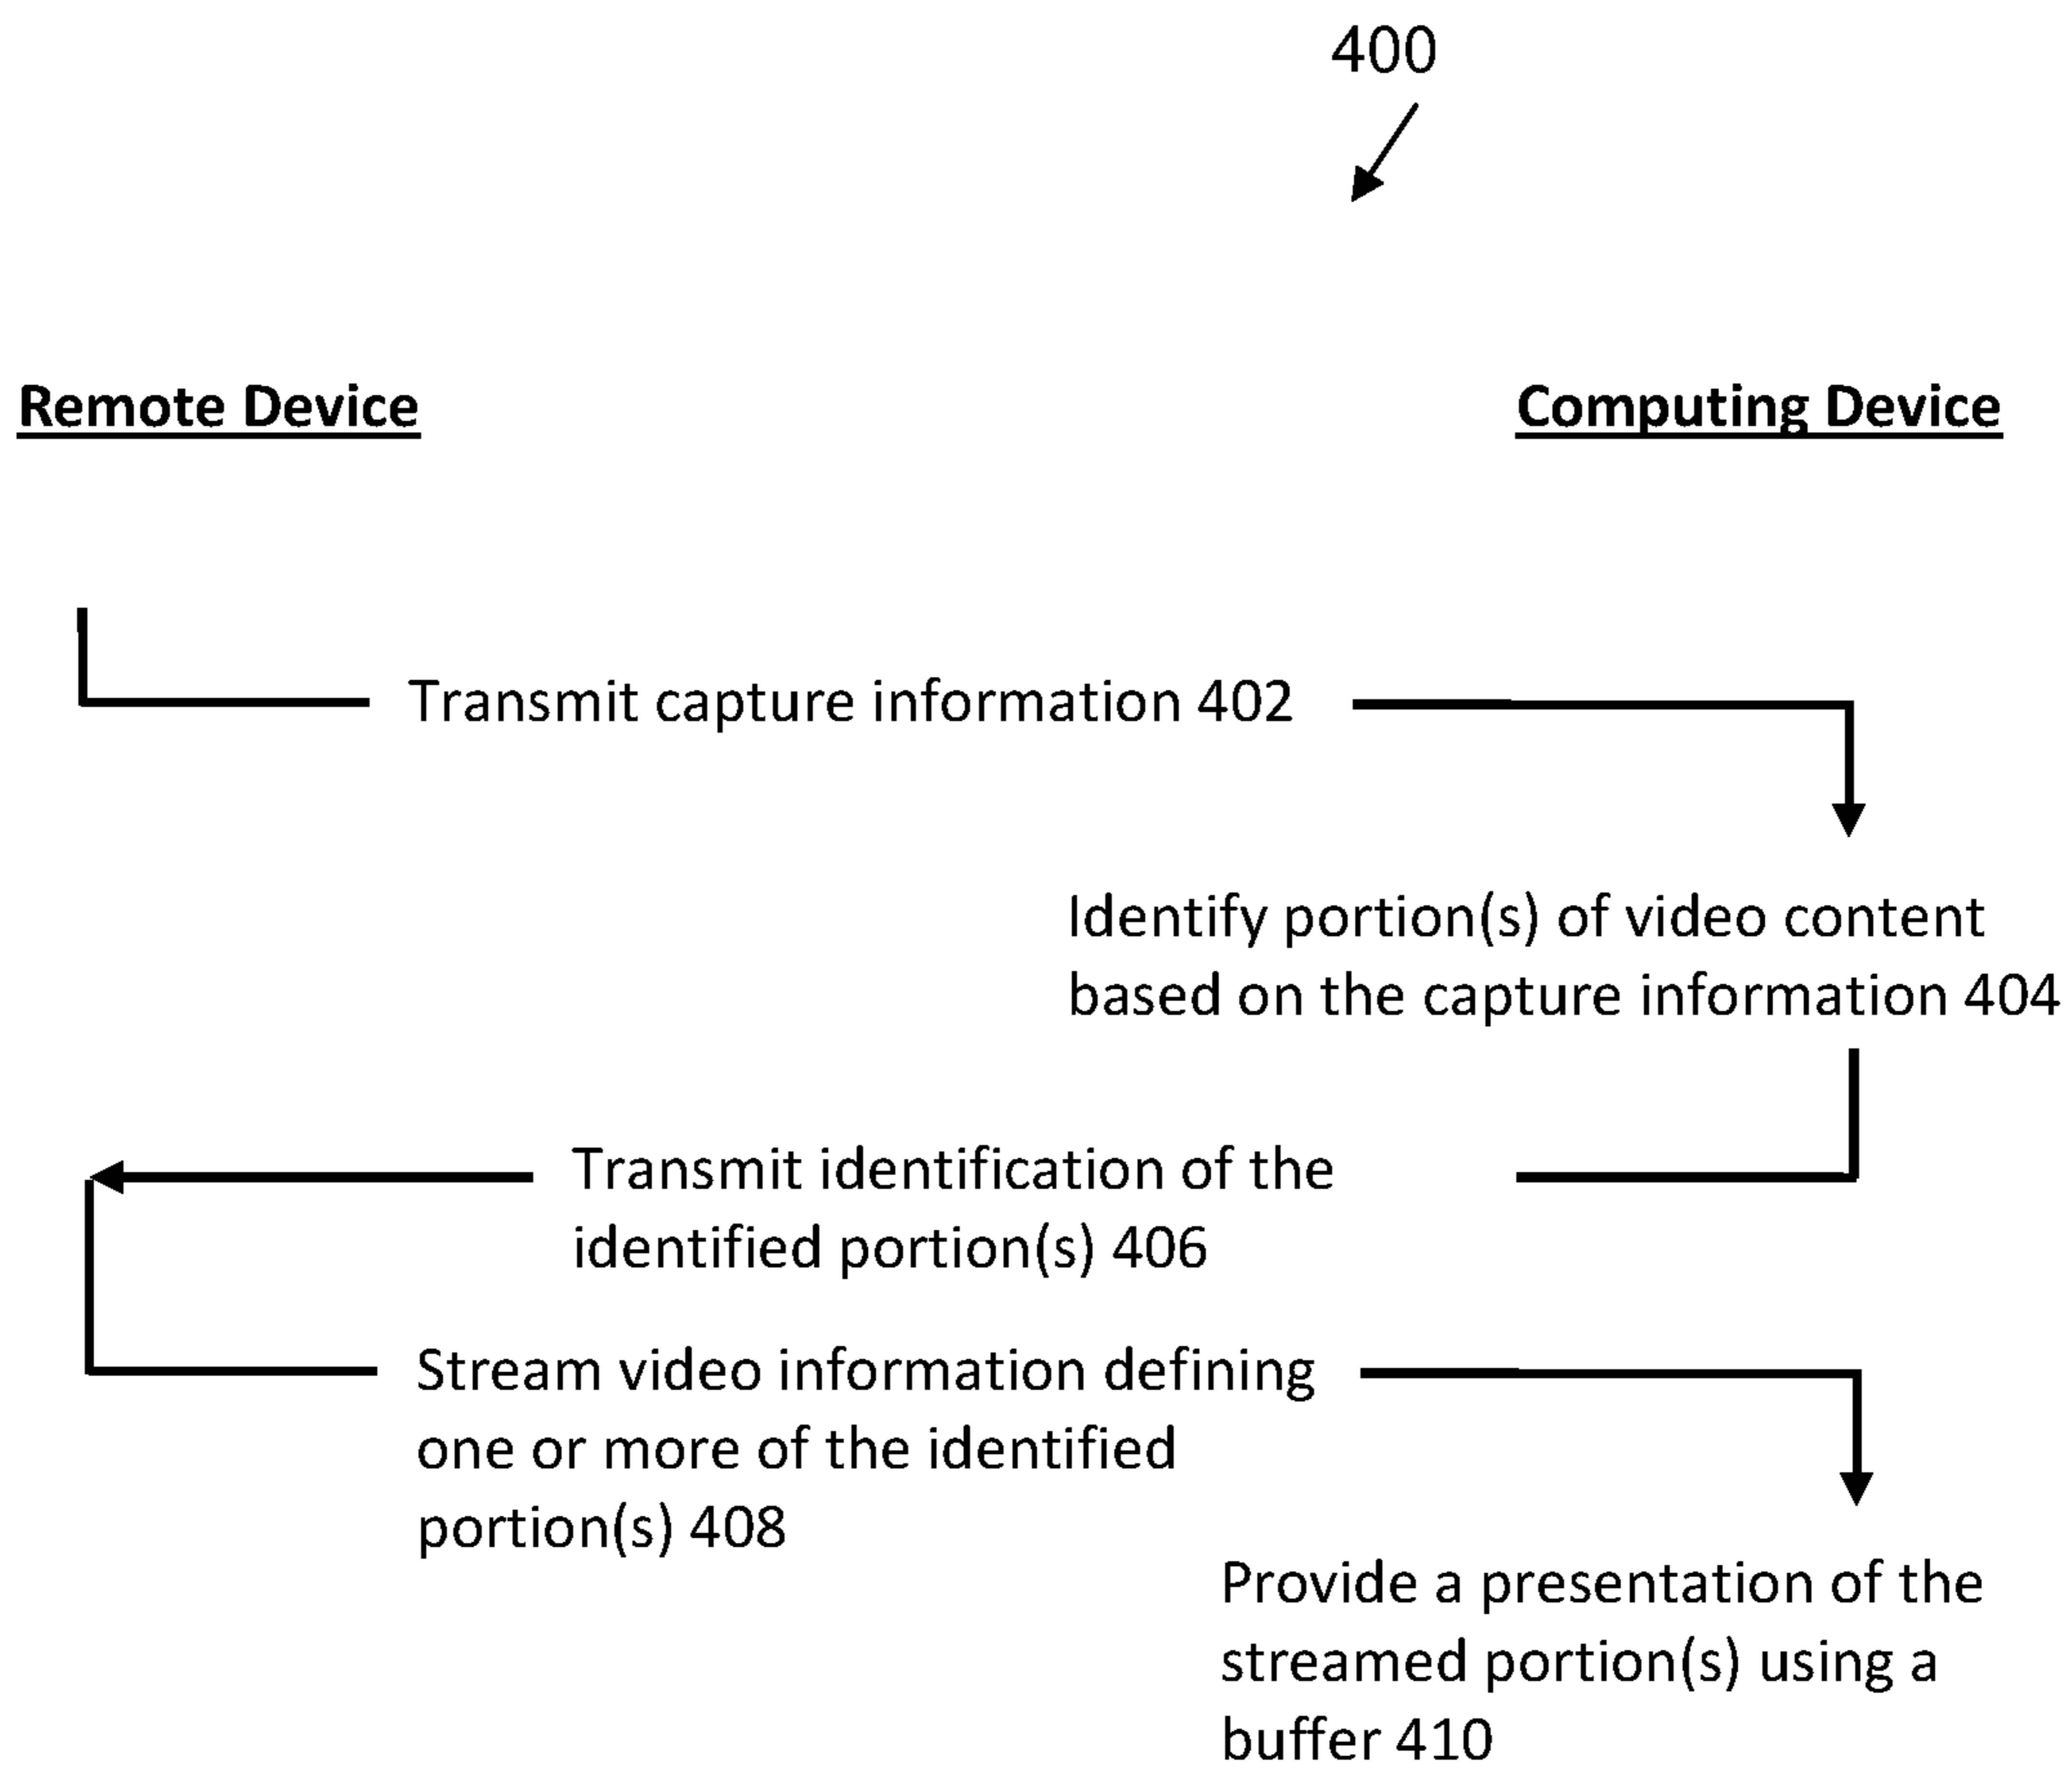 400
Remote Device
Computing Device
Transmit capture information 402
Identify portion(s) of video content
based on the capture information 404
Transmit identification of the
identified portion(s) 406
Stream video information defining
one or more of the identified
portion(s) 408
Provide a presentation of the
streamed portion(s) using a
buffer 410